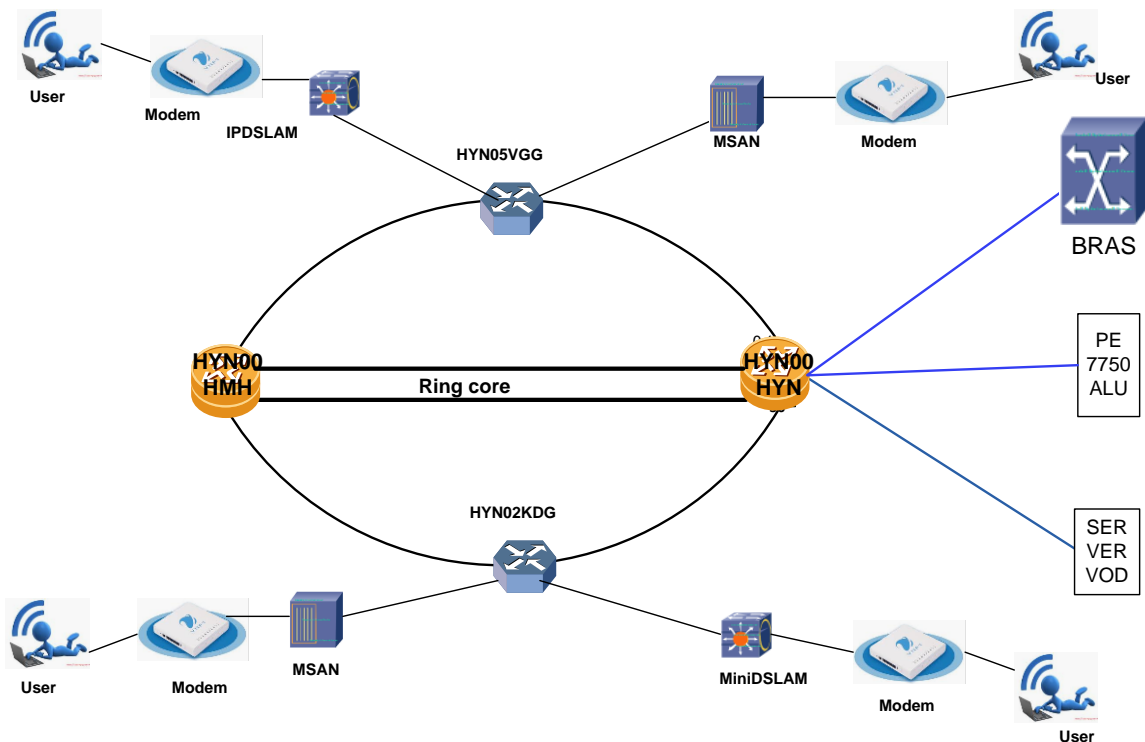 User
Modem
IPDSLAM
HYN05VGG
MSAN
Modem
User
BRAS
HYN00
HMH
Ring core
HYN00
HYN
PE
7750
ALU
HYN02KDG
SER
VER
VOD
User
Modem
MSAN
MiniDSLAM
Modem
User